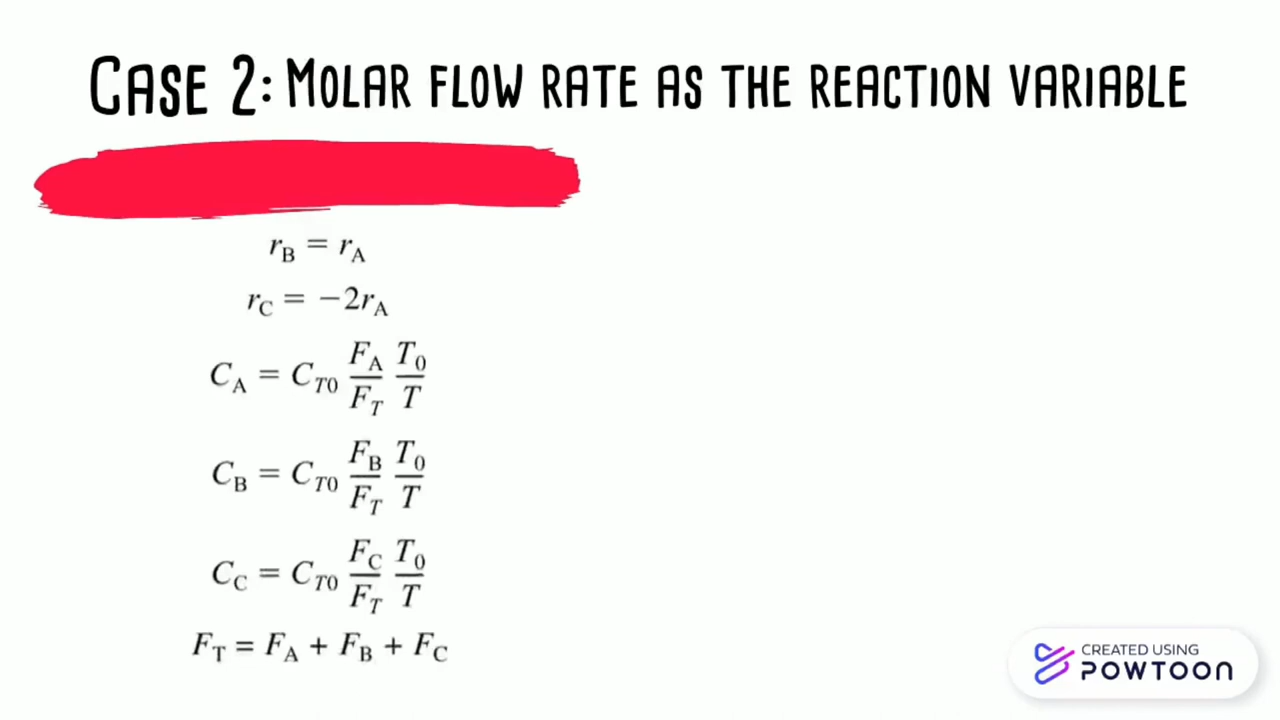 CASE 2: MOLAR FLOW RATE AS THE REACTION VARIABLE
r_B = r_A
r_C = −2r_A
C_A = C_T0 F_A/F_T T_0/T
C_B = C_T0 F_B/F_T T_0/T
C_C = C_T0 F_C/F_T T_0/T
F_T = F_A + F_B + F_C
CREATED USING
POWTOON